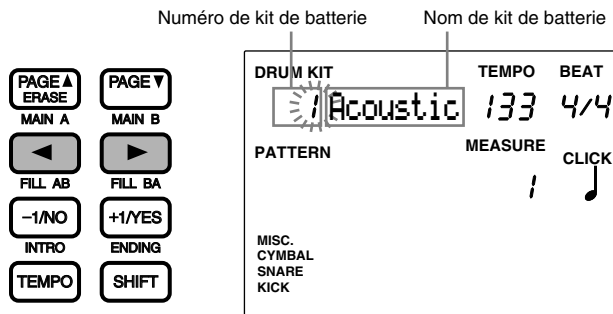 Numéro de kit de batterie
Nom de kit de batterie
PAGE▲
ERASE
PAGE▼
MAIN A
MAIN B
◀
▶
FILL AB
FILL BA
−1/NO
+1/YES
INTRO
ENDING
TEMPO
SHIFT
DRUM KIT
TEMPO
BEAT
1
Acoustic
133
4/4
PATTERN
MEASURE
CLICK
1
MISC.
CYMBAL
SNARE
KICK